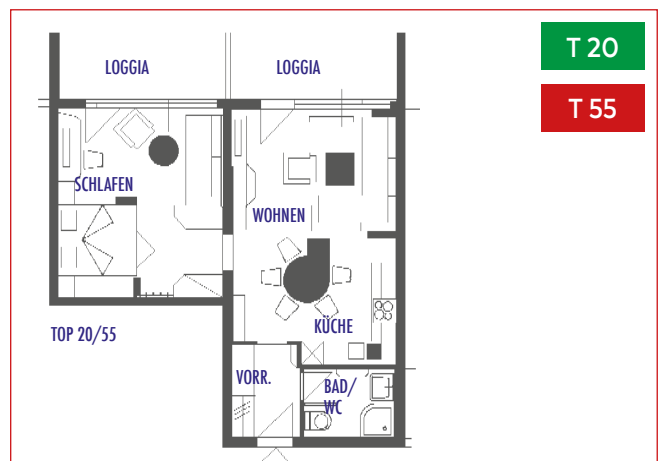 LOGGIA
LOGGIA
T 20
T 55
SCHLAFEN
WOHNEN
KÜCHE
TOP 20/55
VORR.
BAD/
WC